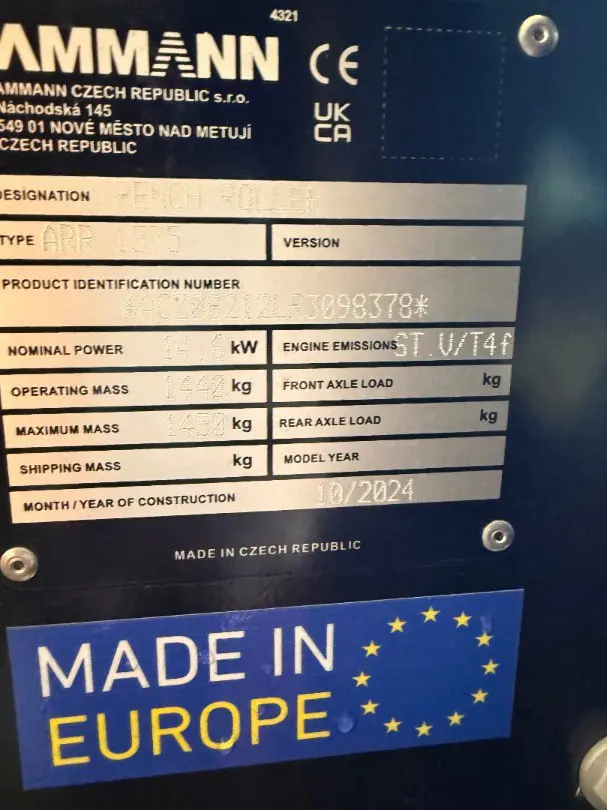 4321
AMMANN
CE
UK
CA
AMMANN CZECH REPUBLIC s.r.o.
Náchodská 145
549 01 NOVÉ MĚSTO NAD METUJÍ
CZECH REPUBLIC
DESIGNATION RENCH ROLLER
TYPE ARR 1575 VERSION
PRODUCT IDENTIFICATION NUMBER
NOMINAL POWER 14,5 kW ENGINE EMISSIONS ST.V/T4f
OPERATING MASS 1440 kg FRONT AXLE LOAD kg
MAXIMUM MASS kg REAR AXLE LOAD kg
SHIPPING MASS kg MODEL YEAR
MONTH / YEAR OF CONSTRUCTION 10/2024
MADE IN CZECH REPUBLIC
MADE IN
EUROPE